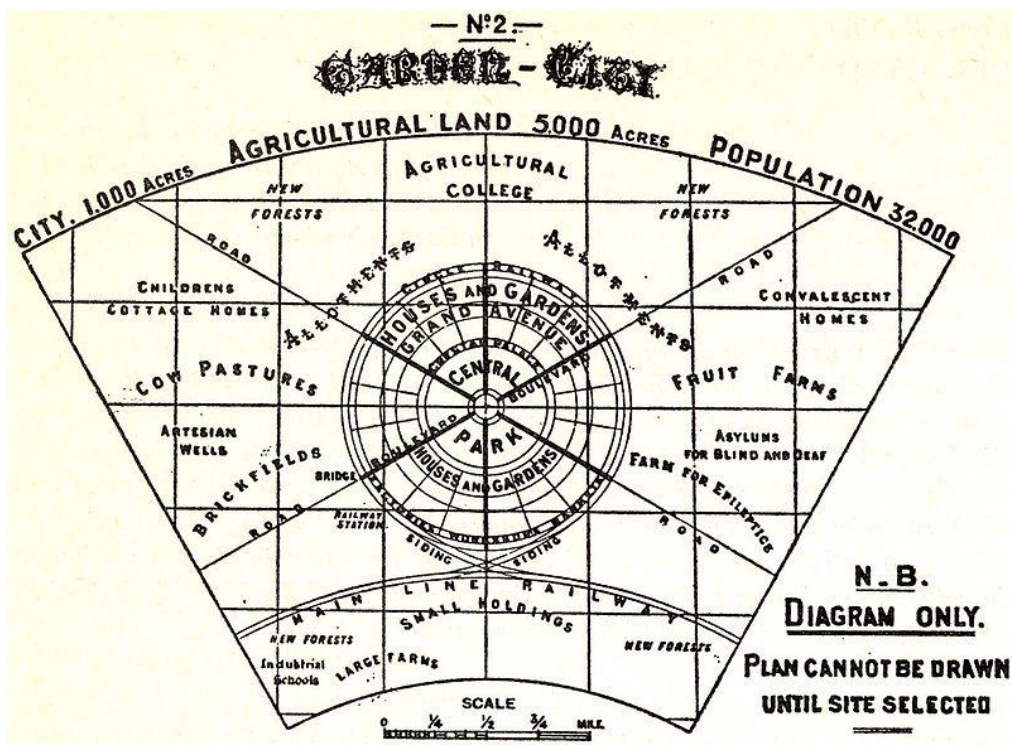 — Nº2.—
GARDEN-CITY
CITY. 1.000 ACRES
AGRICULTURAL LAND 5.000 ACRES
POPULATION 32.000
AGRICULTURAL
COLLEGE
NEW
FORESTS
NEW
FORESTS
ROAD
ALLOTMENTS
ALLOTMENTS
ROAD
CIRCLE RAILWAY
CHILDRENS
COTTAGE HOMES
HOUSES AND GARDENS
GRAND AVENUE
CONVALESCENT
HOMES
CRYSTAL PALACE
CENTRAL
PARK
BOULEVARD
COW PASTURES
FRUIT FARMS
ARTESIAN
WELLS
BOULEVARD
ASYLUMS
FOR BLIND AND DEAF
BRICKFIELDS
BRIDGE
HOUSES AND GARDENS
FARM FOR EPILEPTICS
ROAD
RAILWAY
STATION.
ROAD
SIDING
SIDING
MAIN LINE RAILWAY
SMALL HOLDINGS
NEW FORESTS
NEW FORESTS
Industrial
Schools
LARGE FARMS
N.B.
DIAGRAM ONLY.
PLAN CANNOT BE DRAWN
UNTIL SITE SELECTED
SCALE
0 1/4 1/2 3/4 MILE.